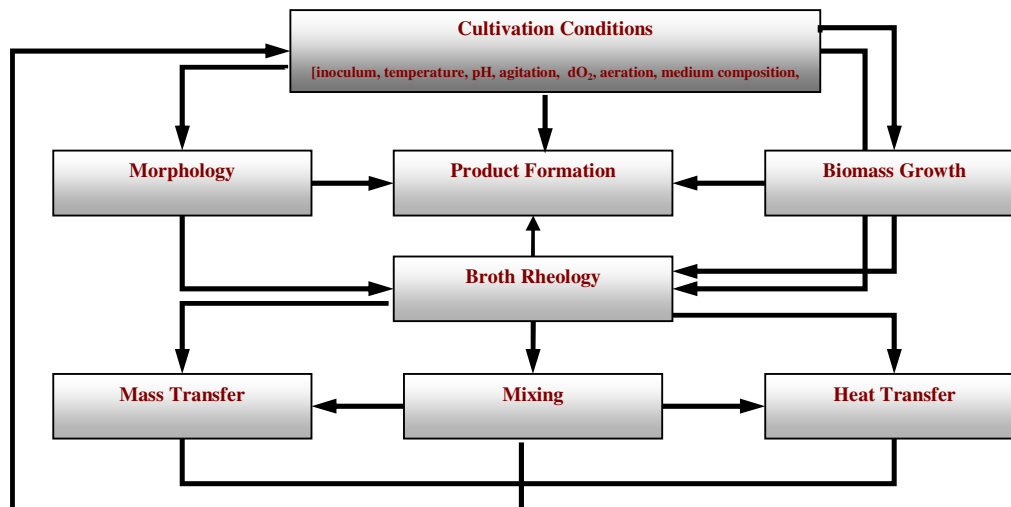 Cultivation Conditions
[inoculum, temperature, pH, agitation, dO₂, aeration, medium composition,
Morphology
Product Formation
Biomass Growth
Broth Rheology
Mass Transfer
Mixing
Heat Transfer